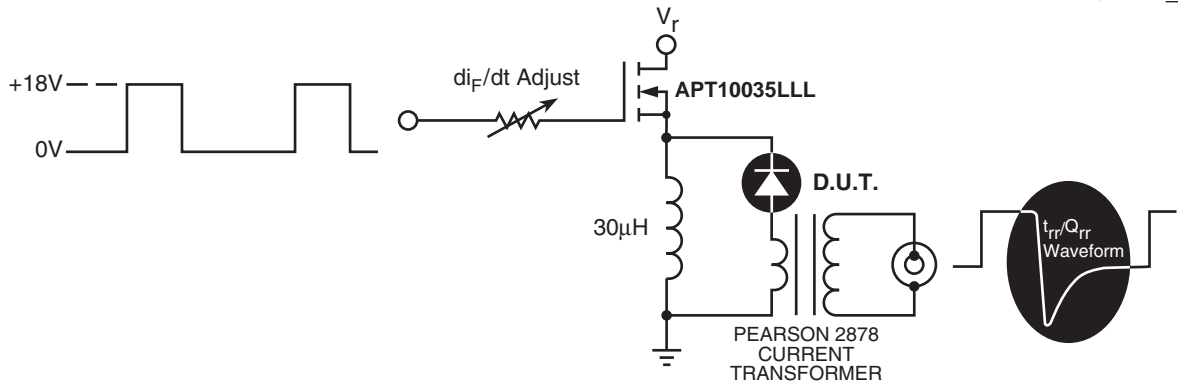 V_r
+18V
0V
di_F/dt Adjust
APT10035LLL
D.U.T.
30μH
t_rr/Q_rr
Waveform
PEARSON 2878
CURRENT
TRANSFORMER